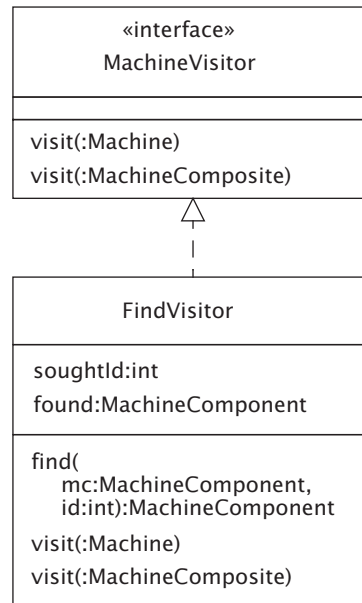 «interface»
MachineVisitor
visit(:Machine)
visit(:MachineComposite)
FindVisitor
soughtId:int
found:MachineComponent
find(
mc:MachineComponent,
id:int):MachineComponent
visit(:Machine)
visit(:MachineComposite)